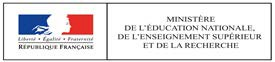 Liberté • Égalité • Fraternité
RÉPUBLIQUE FRANÇAISE
MINISTÈRE
DE L'ÉDUCATION NATIONALE,
DE L'ENSEIGNEMENT SUPÉRIEUR
ET DE LA RECHERCHE